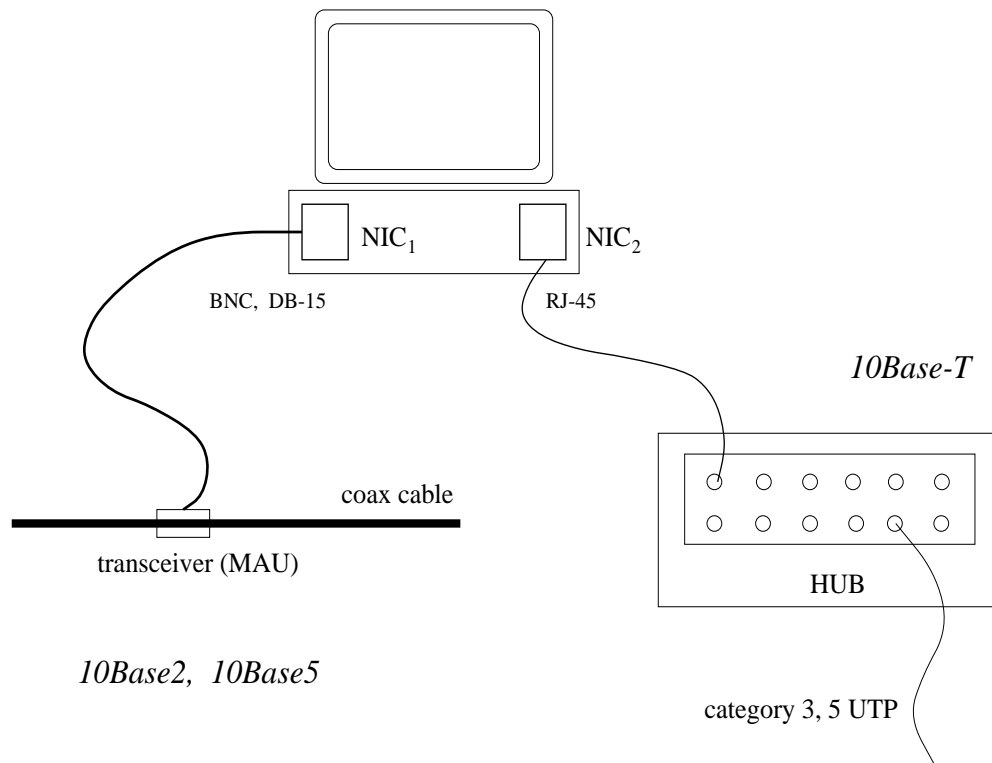 NIC₁
NIC₂
BNC, DB-15
RJ-45
10Base-T
coax cable
transceiver (MAU)
HUB
10Base2, 10Base5
category 3, 5 UTP